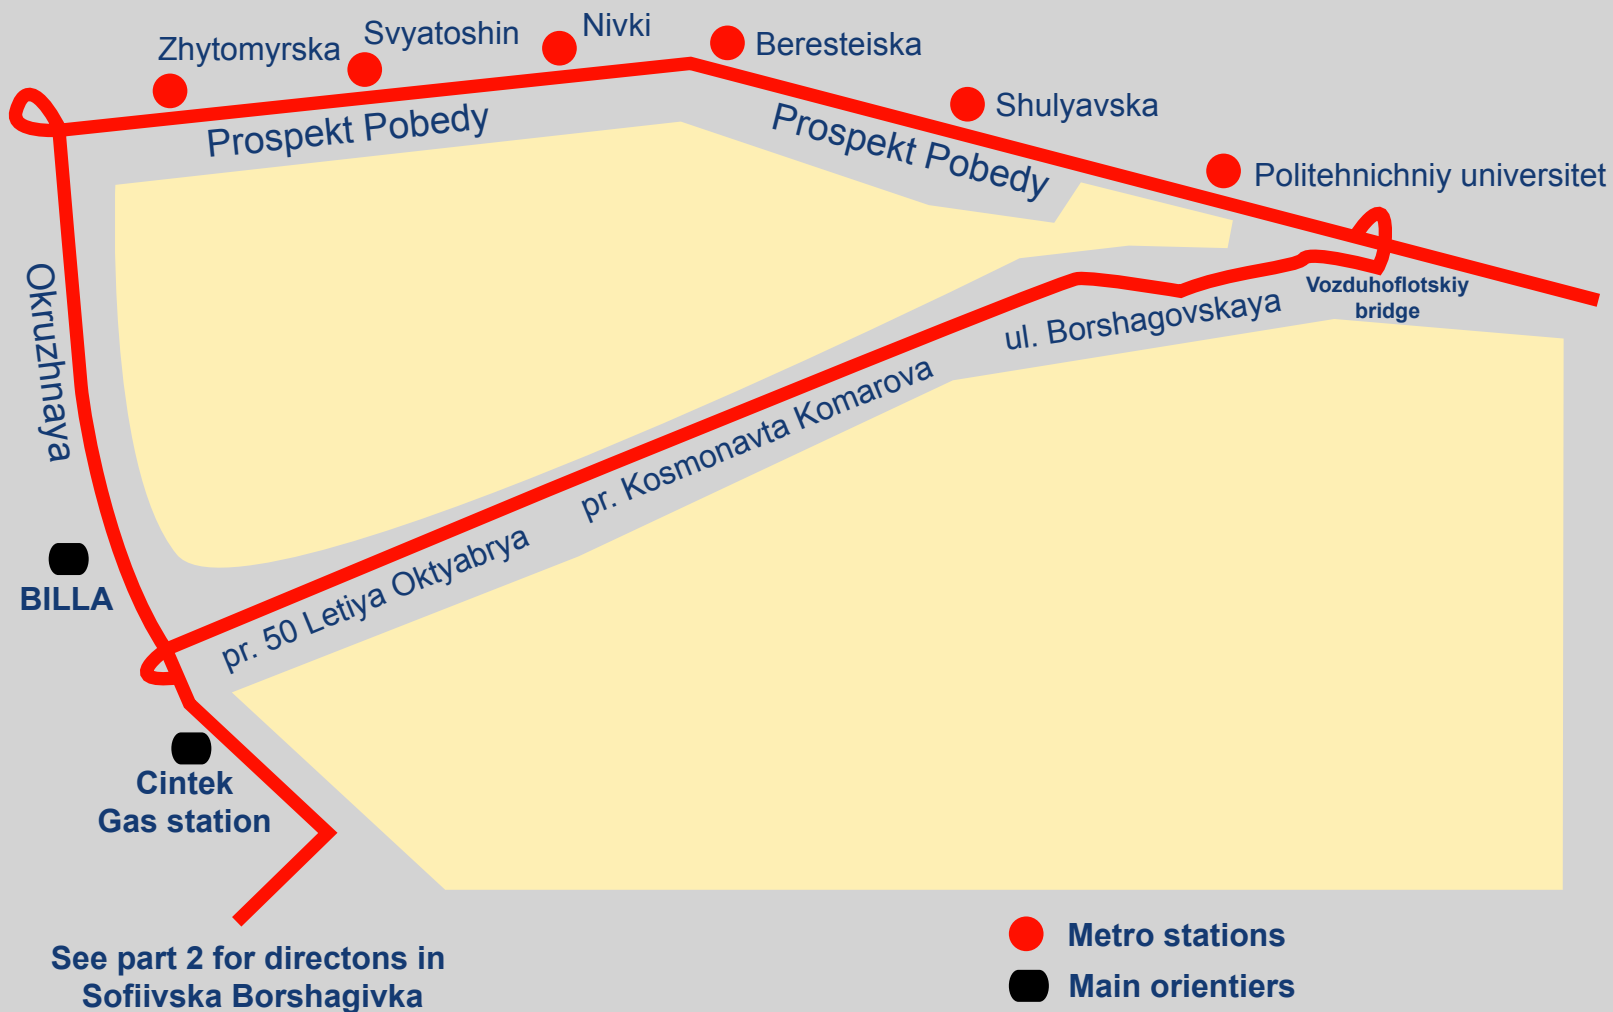 Zhytomyrska
Svyatoshin
Nivki
Beresteiska
Shulyavska
Politehnichniy universitet
Prospekt Pobedy
Prospekt Pobedy
Okruzhnaya
Vozduhoflotskiy
bridge
ul. Borshagovskaya
pr. Kosmonavta Komarova
pr. 50 Letiya Oktyabrya
BILLA
Cintek
Gas station
See part 2 for directons in
Sofiivska Borshagivka
Metro stations
Main orientiers